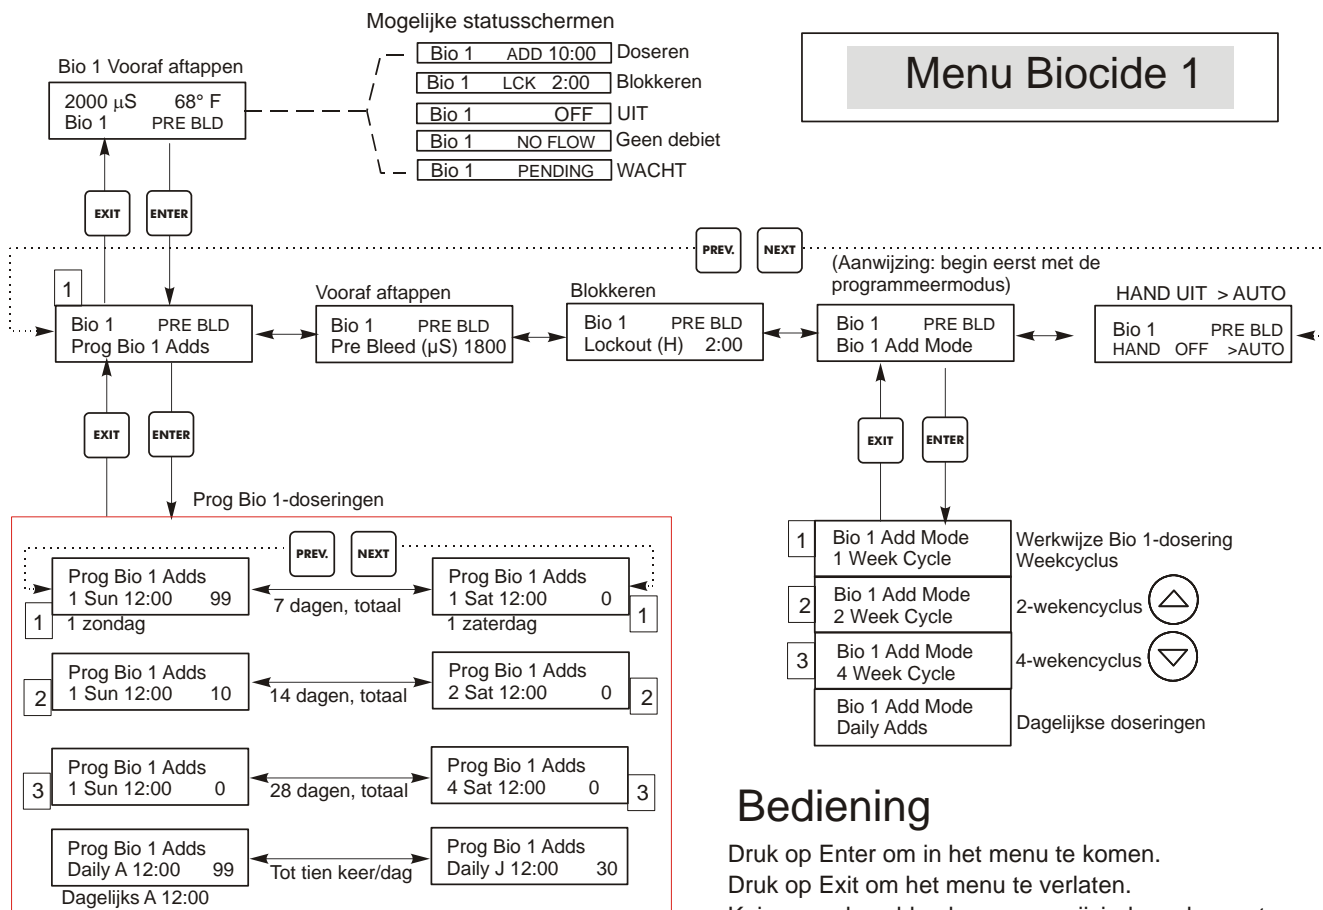 Mogelijke statusschermen
Menu Biocide 1
Bio 1 ADD 10:00 Doseren
Bio 1 LCK 2:00 Blokkeren
Bio 1 OFF UIT
Bio 1 NO FLOW Geen debiet
Bio 1 PENDING WACHT
Bio 1 Vooraf aftappen
2000 µS 68° F
Bio 1 PRE BLD
EXIT
ENTER
PREV.
NEXT
1
Bio 1 PRE BLD
Prog Bio 1 Adds
Vooraf aftappen
Bio 1 PRE BLD
Pre Bleed (µS) 1800
Blokkeren
Bio 1 PRE BLD
Lockout (H) 2:00
(Aanwijzing: begin eerst met de
programmeermodus)
Bio 1 PRE BLD
Bio 1 Add Mode
HAND UIT > AUTO
Bio 1 PRE BLD
HAND OFF >AUTO
EXIT
ENTER
EXIT
ENTER
Prog Bio 1-doseringen
PREV.
NEXT
Prog Bio 1 Adds
1 Sun 12:00 99
1
1 zondag
7 dagen, totaal
Prog Bio 1 Adds
1 Sat 12:00 0
1
1 zaterdag
Prog Bio 1 Adds
1 Sun 12:00 10
2
14 dagen, totaal
Prog Bio 1 Adds
2 Sat 12:00 0
2
Prog Bio 1 Adds
1 Sun 12:00 0
3
28 dagen, totaal
Prog Bio 1 Adds
4 Sat 12:00 0
3
Prog Bio 1 Adds
Daily A 12:00 99
Dagelijks A 12:00
Tot tien keer/dag
Prog Bio 1 Adds
Daily J 12:00 30
1
Bio 1 Add Mode
1 Week Cycle
Werkwijze Bio 1-dosering
Weekcyclus
2
Bio 1 Add Mode
2 Week Cycle
2-wekencyclus
3
Bio 1 Add Mode
4 Week Cycle
4-wekencyclus
Bio 1 Add Mode
Daily Adds
Dagelijkse doseringen
Bediening
Druk op Enter om in het menu te komen.
Druk op Exit om het menu te verlaten.